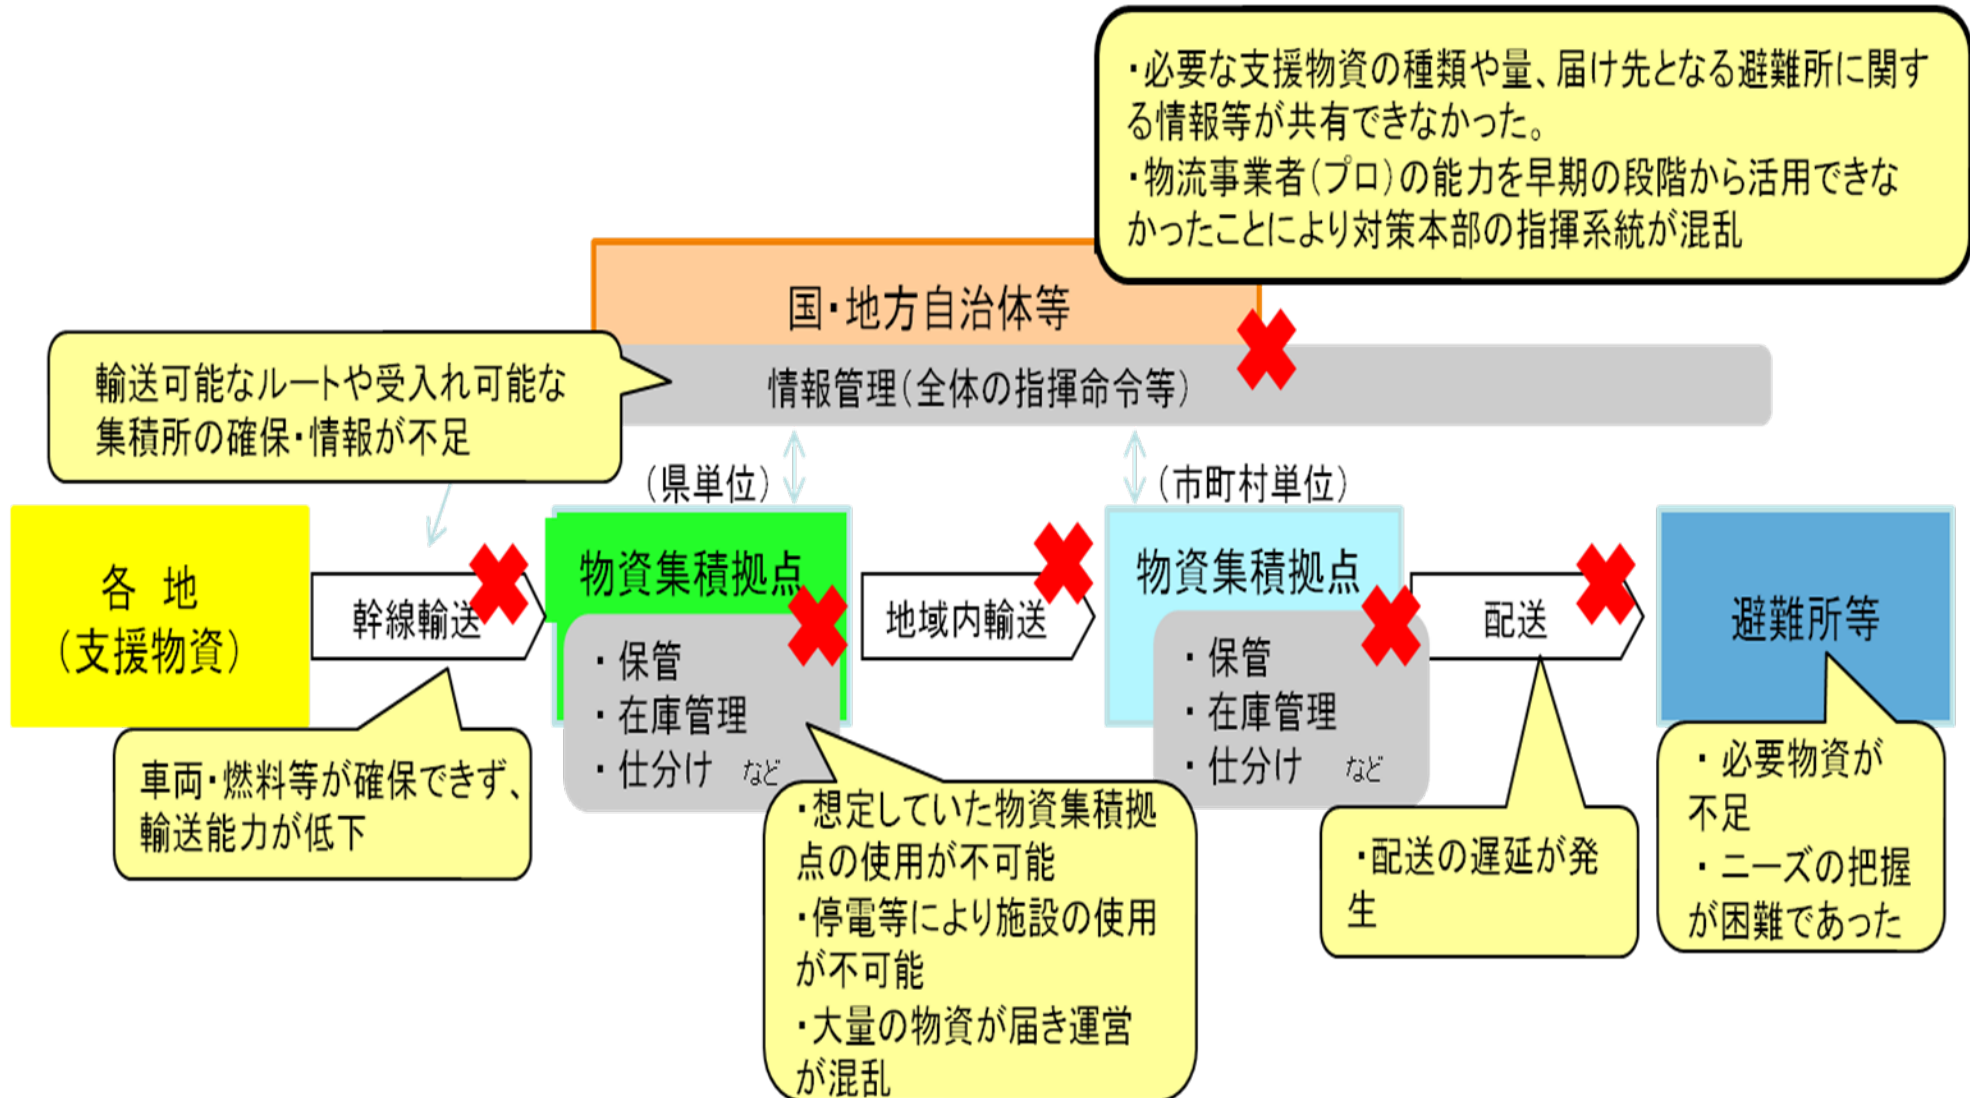 ・必要な支援物資の種類や量、届け先となる避難所に関す
る情報等が共有できなかった。
・物流事業者(プロ)の能力を早期の段階から活用できな
かったことにより対策本部の指揮系統が混乱
国・地方自治体等
情報管理(全体の指揮命令等)
輸送可能なルートや受入れ可能な
集積所の確保・情報が不足
(県単位)
(市町村単位)
各 地
(支援物資)
幹線輸送
物資集積拠点
・保管
・在庫管理
・仕分け など
地域内輸送
物資集積拠点
・保管
・在庫管理
・仕分け など
配送
避難所等
車両・燃料等が確保できず、
輸送能力が低下
・想定していた物資集積拠
点の使用が不可能
・停電等により施設の使用
が不可能
・大量の物資が届き運営
が混乱
・配送の遅延が発
生
・ 必要物資が
不足
・ ニーズの把握
が困難であった